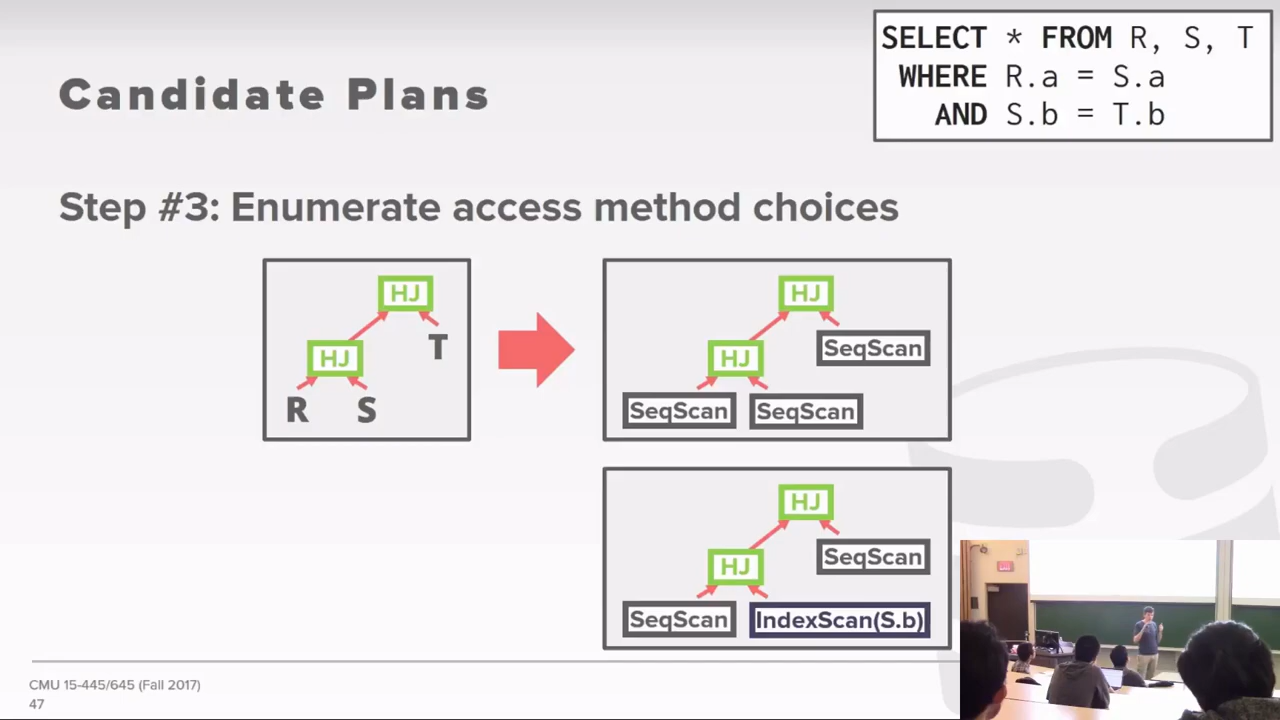 SELECT * FROM R, S, T
WHERE R.a = S.a
AND S.b = T.b
Candidate Plans
Step #3: Enumerate access method choices
HJ
HJ
T
R S
HJ
SeqScan
HJ
SeqScan SeqScan
HJ
SeqScan
HJ
SeqScan IndexScan(S.b)
CMU 15-445/645 (Fall 2017)
47